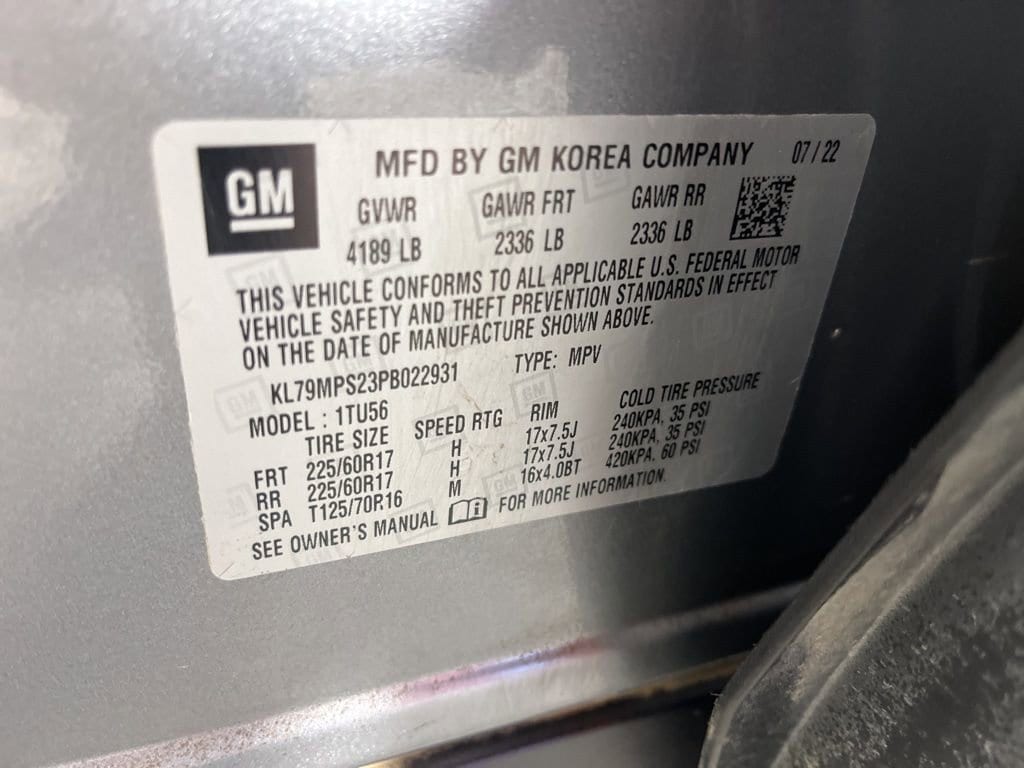 GM
MFD BY GM KOREA COMPANY 07/22
GVWR GAWR FRT GAWR RR
4189 LB 2336 LB 2336 LB
THIS VEHICLE CONFORMS TO ALL APPLICABLE U.S. FEDERAL MOTOR
VEHICLE SAFETY AND THEFT PREVENTION STANDARDS IN EFFECT
ON THE DATE OF MANUFACTURE SHOWN ABOVE.
KL79MPS23PB022931 TYPE: MPV
MODEL : 1TU56
TIRE SIZE SPEED RTG RIM COLD TIRE PRESSURE
FRT 225/60R17 H 17x7.5J 240KPA, 35 PSI
RR 225/60R17 H 17x7.5J 240KPA, 35 PSI
SPA T125/70R16 M 16x4.0BT 420KPA, 60 PSI
SEE OWNER'S MANUAL i FOR MORE INFORMATION.